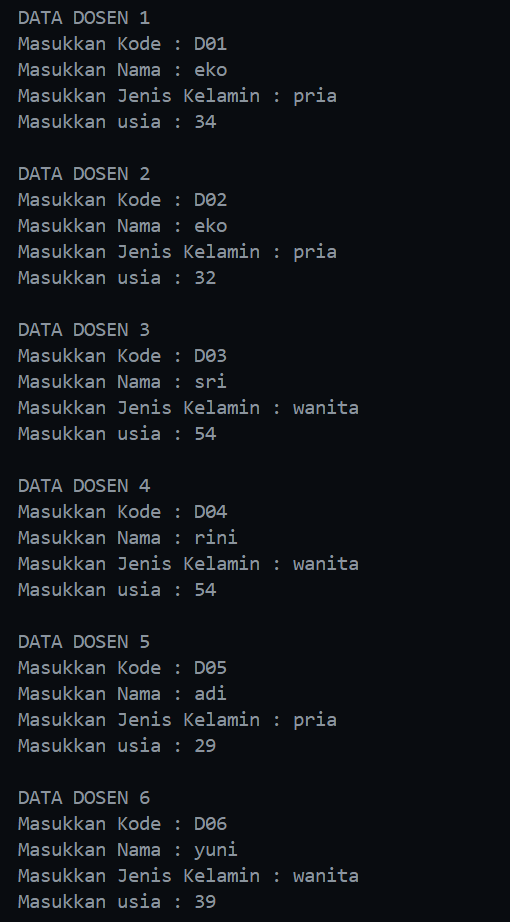 DATA DOSEN 1
Masukkan Kode : D01
Masukkan Nama : eko
Masukkan Jenis Kelamin : pria
Masukkan usia : 34
DATA DOSEN 2
Masukkan Kode : D02
Masukkan Nama : eko
Masukkan Jenis Kelamin : pria
Masukkan usia : 32
DATA DOSEN 3
Masukkan Kode : D03
Masukkan Nama : sri
Masukkan Jenis Kelamin : wanita
Masukkan usia : 54
DATA DOSEN 4
Masukkan Kode : D04
Masukkan Nama : rini
Masukkan Jenis Kelamin : wanita
Masukkan usia : 54
DATA DOSEN 5
Masukkan Kode : D05
Masukkan Nama : adi
Masukkan Jenis Kelamin : pria
Masukkan usia : 29
DATA DOSEN 6
Masukkan Kode : D06
Masukkan Nama : yuni
Masukkan Jenis Kelamin : wanita
Masukkan usia : 39